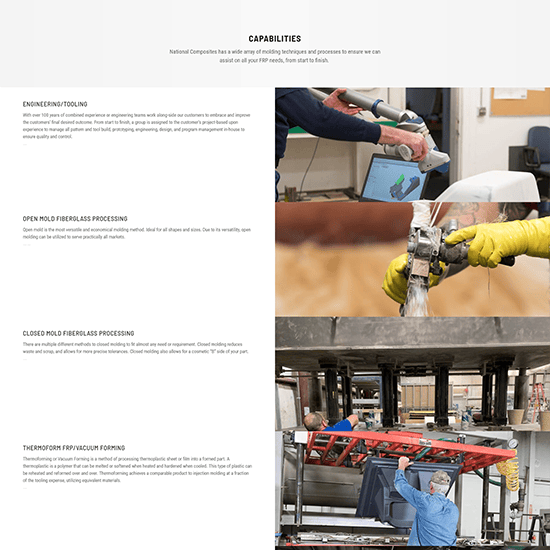 CAPABILITIES
National Composites has a wide array of molding techniques and processes to ensure we can
assist on all your FRP needs, from start to finish.
ENGINEERING/TOOLING
With over 100 years of combined experience or engineering teams work along-side our customers to embrace and improve
the customers' final desired outcome. From start to finish, a group is assigned to the customer's project based upon
experience to manage all pattern and tool build, prototyping, engineering, design, and program management in-house to
ensure quality and control.
OPEN MOLD FIBERGLASS PROCESSING
Open mold is the most versatile and economical molding method. Ideal for all shapes and sizes. Due to its versatility, open
molding can be utilized to serve practically all markets.
CLOSED MOLD FIBERGLASS PROCESSING
There are multiple different methods to closed molding to fit almost any need or requirement. Closed molding reduces
waste and scrap, and allows for more precise tolerances. Closed molding also allows for a cosmetic "B" side of your part.
THERMOFORM FRP/VACUUM FORMING
Thermoforming or Vacuum Forming is a method of processing thermoplastic sheet or film into a formed part. A
thermoplastic is a polymer that can be melted or softened when heated and hardened when cooled. This type of plastic can
be reheated and reformed over and over. Thermoforming achieves a comparable product to injection molding at a fraction
of the tooling expense, utilizing equivalent materials.